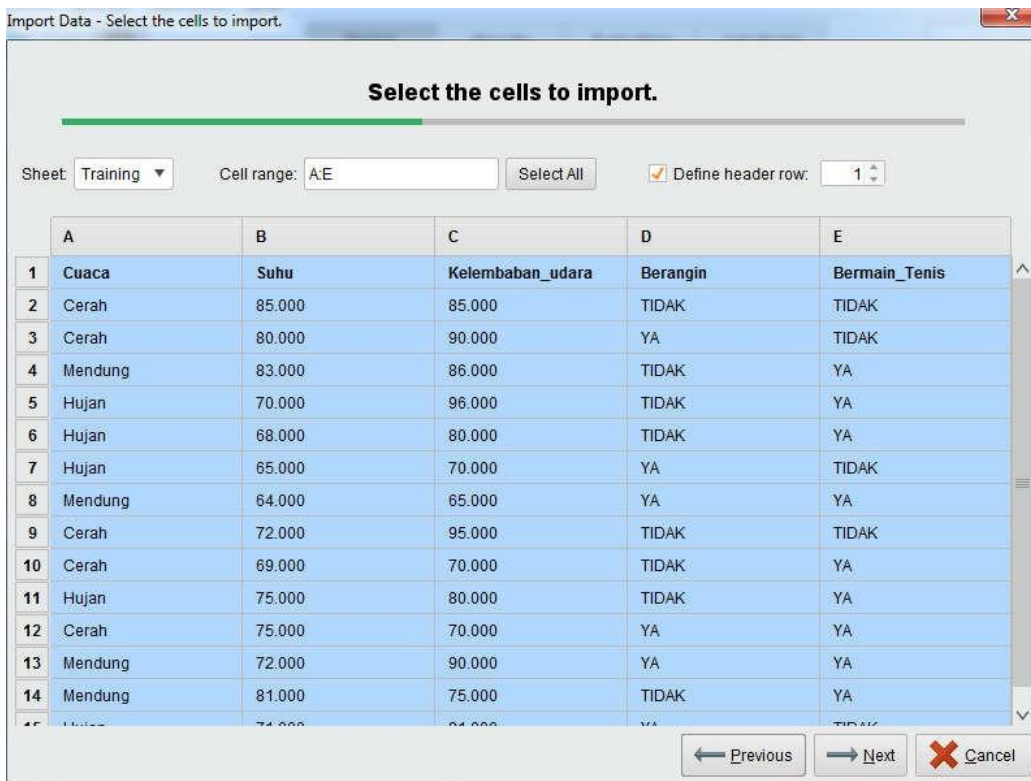 Import Data - Select the cells to import.
Select the cells to import.
Sheet: Training Cell range: A:E Select All Define header row: 1
A B C D E
1 Cuaca Suhu Kelembaban_udara Berangin Bermain_Tenis
2 Cerah 85.000 85.000 TIDAK TIDAK
3 Cerah 80.000 90.000 YA TIDAK
4 Mendung 83.000 86.000 TIDAK YA
5 Hujan 70.000 96.000 TIDAK YA
6 Hujan 68.000 80.000 TIDAK YA
7 Hujan 65.000 70.000 YA TIDAK
8 Mendung 64.000 65.000 YA YA
9 Cerah 72.000 95.000 TIDAK TIDAK
10 Cerah 69.000 70.000 TIDAK YA
11 Hujan 75.000 80.000 TIDAK YA
12 Cerah 75.000 70.000 YA YA
13 Mendung 72.000 90.000 YA YA
14 Mendung 81.000 75.000 TIDAK YA
Previous Next Cancel